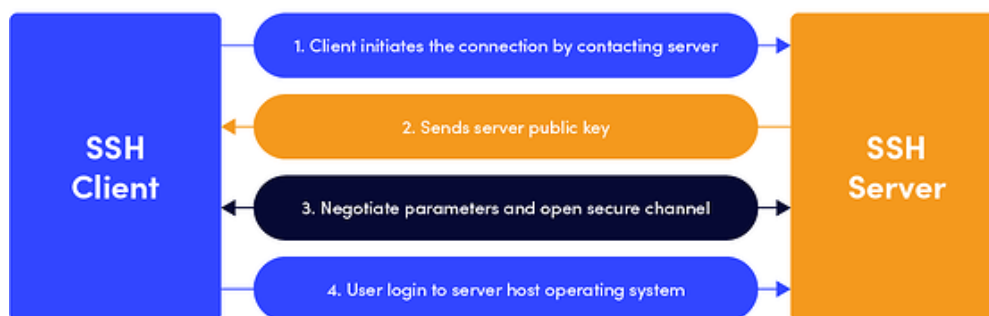 1. Client initiates the connection by contacting server
2. Sends server public key
SSH
Client
SSH
Server
3. Negotiate parameters and open secure channel
4. User login to server host operating system